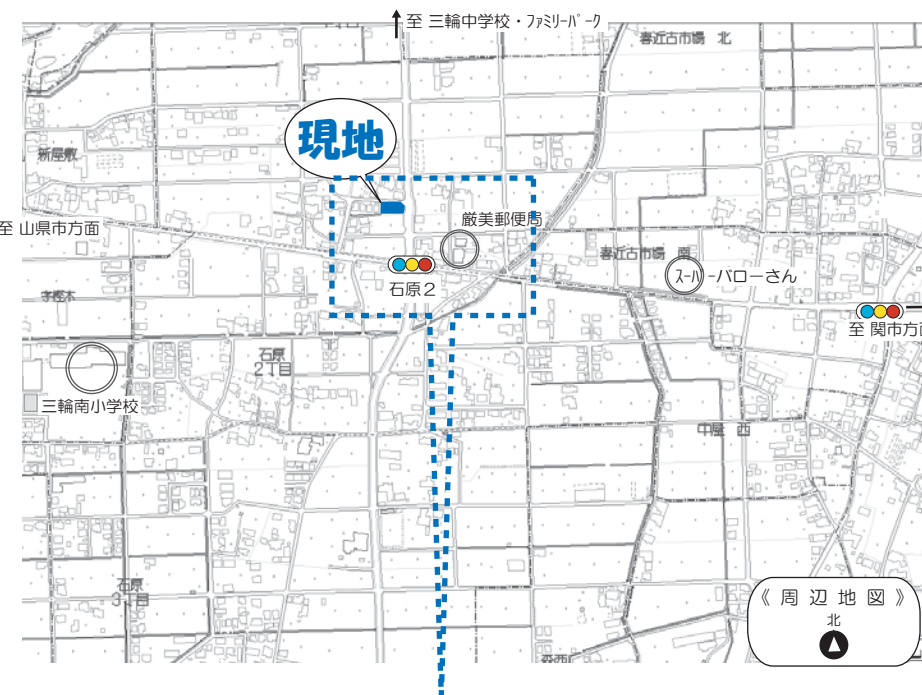 至 三輪中学校・ファミリーパーク
春近古市場 北
現地
新屋敷
厳美郵便局
至 山県市方面
春近古市場 南
スーパーバローさん
石原2
至 関市方面
石原
2丁目
三輪南小学校
中屋 西
石原
3丁目
《 周 辺 地 図 》
北